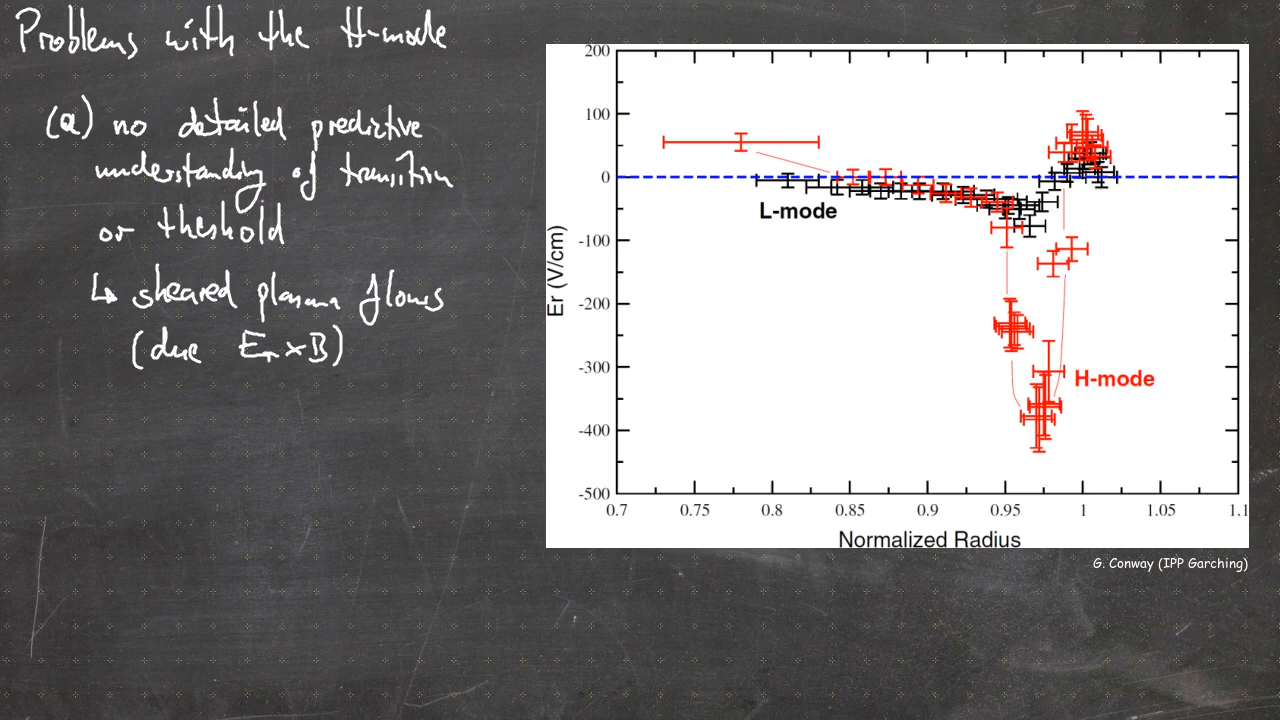 Problems with the H-mode
(a) no detailed predictive
understanding of transition
or theshold
↳ sheared plasma flows
(due Er×B)
200
100
0
-100
-200
-300
-400
-500
Er (V/cm)
L-mode
H-mode
0.7 0.75 0.8 0.85 0.9 0.95 1 1.05 1.1
Normalized Radius
G. Conway (IPP Garching)